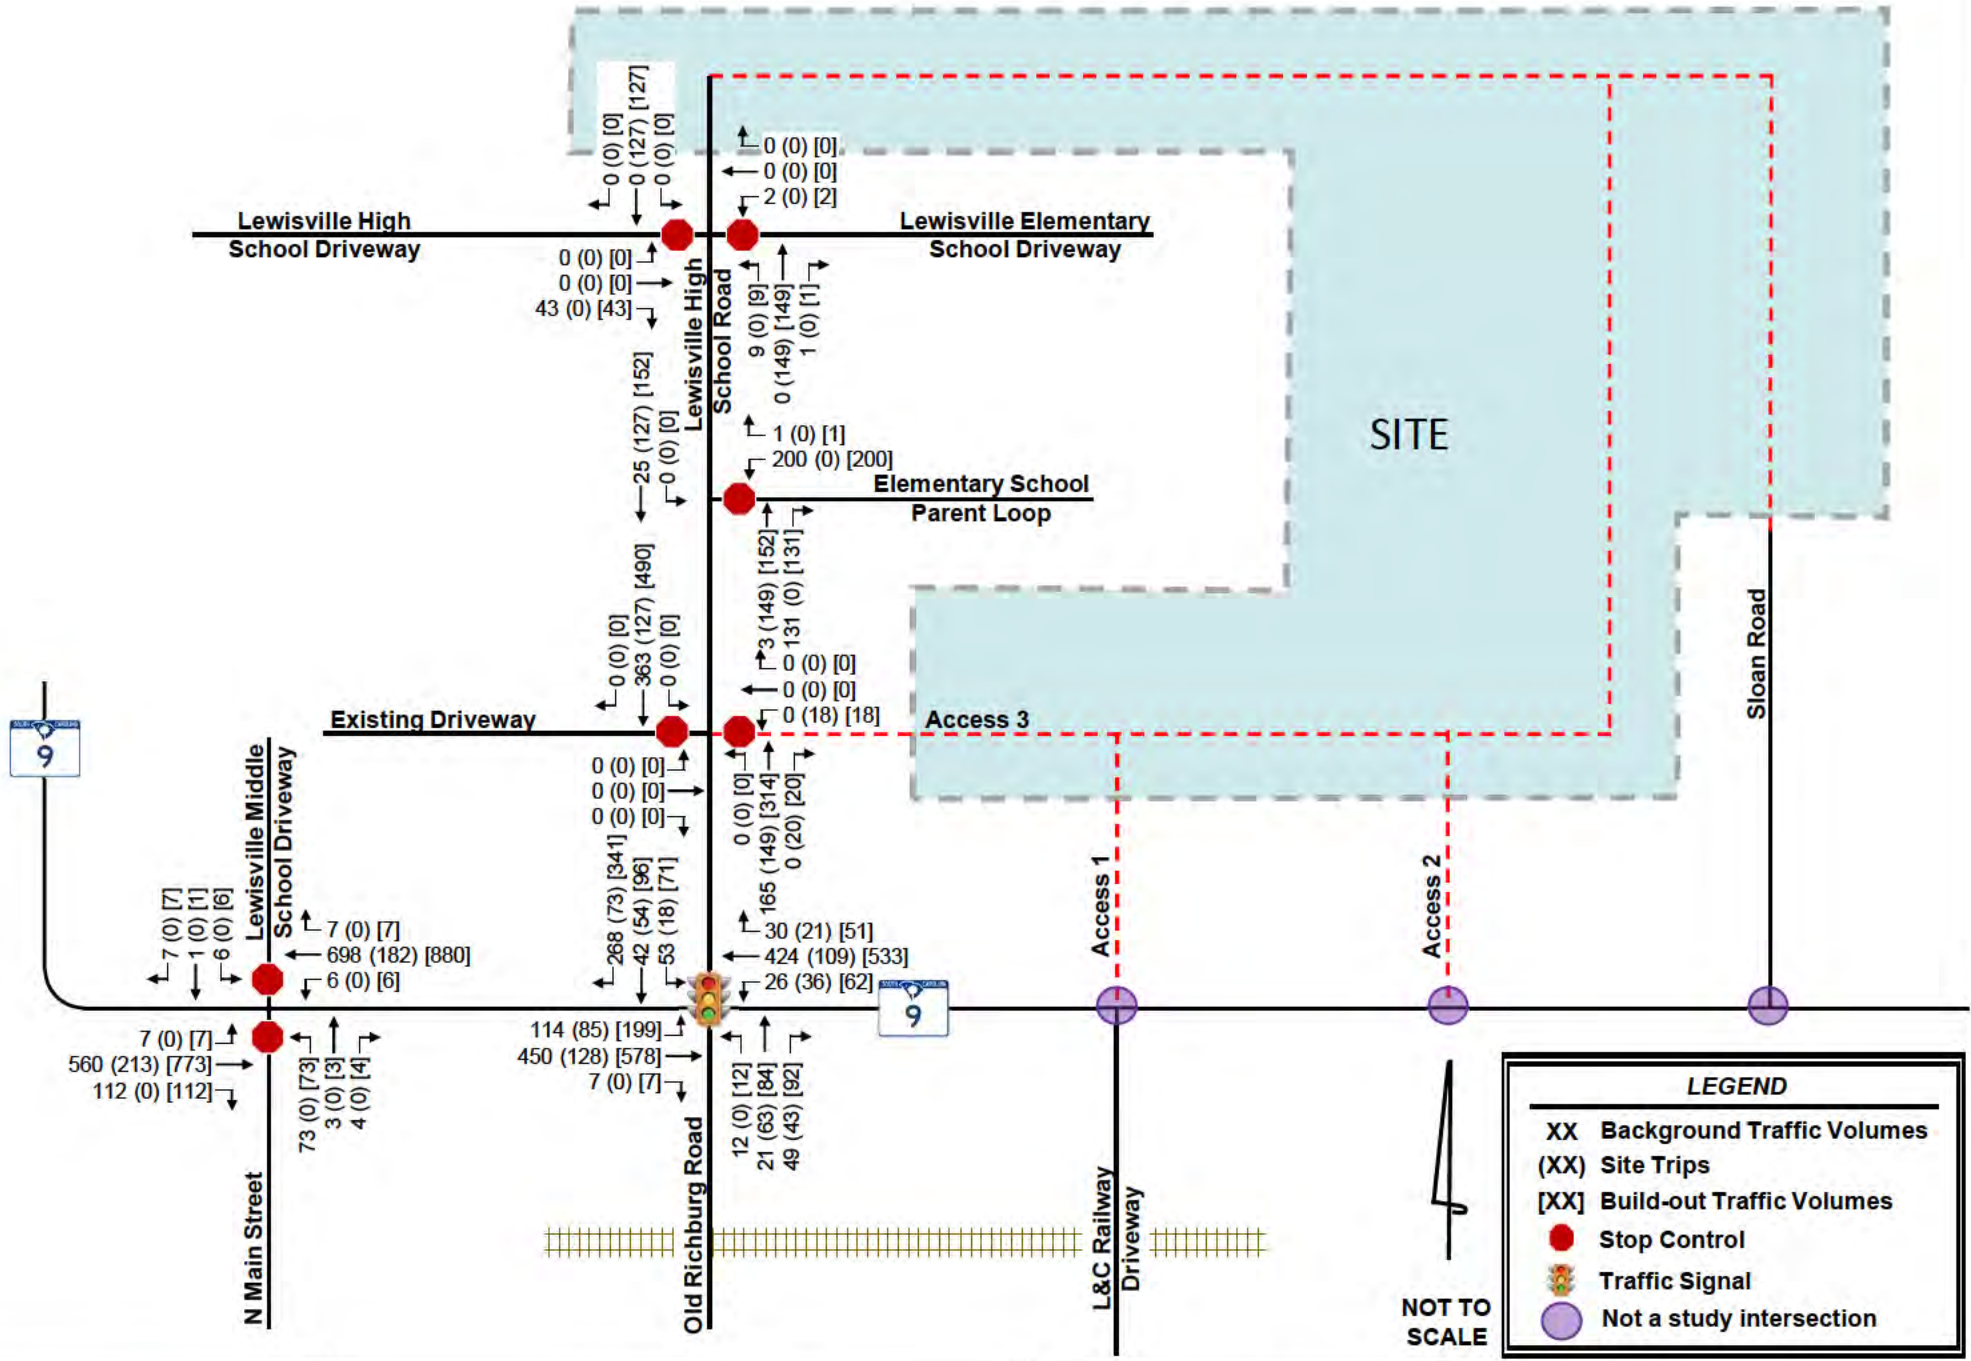 0 (0) [0]
0 (127) [127]
0 (0) [0]
0 (0) [0]
0 (0) [0]
2 (0) [2]
Lewisville High
School Driveway
Lewisville Elementary
School Driveway
0 (0) [0]
0 (0) [0]
43 (0) [43]
Lewisville High
School Road
9 (0) [9]
0 (149) [149]
1 (0) [1]
25 (127) [152]
0 (0) [0]
1 (0) [1]
200 (0) [200]
SITE
Elementary School
Parent Loop
3 (149) [152]
131 (0) [131]
0 (0) [0]
363 (127) [490]
0 (0) [0]
0 (0) [0]
0 (0) [0]
0 (18) [18]
Existing Driveway
Access 3
Sloan Road
0 (0) [0]
0 (0) [0]
0 (0) [0]
0 (0) [0]
165 (149) [314]
0 (20) [20]
SOUTH CAROLINA
9
Lewisville Middle
School Driveway
7 (0) [7]
1 (0) [1]
6 (0) [6]
7 (0) [7]
698 (182) [880]
6 (0) [6]
268 (73) [341]
42 (54) [96]
53 (18) [71]
30 (21) [51]
424 (109) [533]
26 (36) [62]
SOUTH CAROLINA
9
Access 1
Access 2
7 (0) [7]
560 (213) [773]
112 (0) [112]
73 (0) [73]
3 (0) [3]
4 (0) [4]
114 (85) [199]
450 (128) [578]
7 (0) [7]
12 (0) [12]
21 (63) [84]
49 (43) [92]
N Main Street
Old Richburg Road
L&C Railway
Driveway
NOT TO
SCALE
LEGEND
XX Background Traffic Volumes
(XX) Site Trips
[XX] Build-out Traffic Volumes
Stop Control
Traffic Signal
Not a study intersection